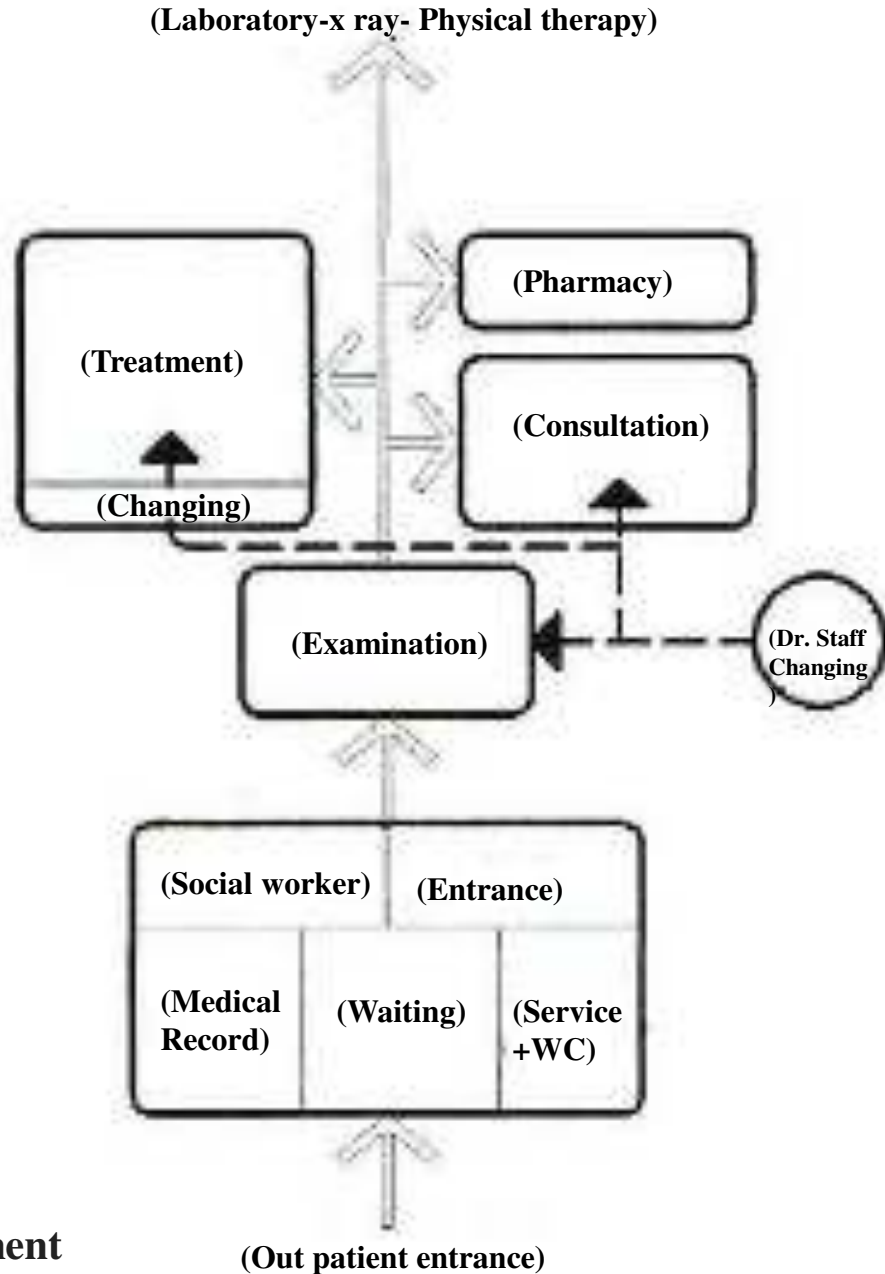 (Laboratory-x ray- Physical therapy)
(Pharmacy)
(Treatment)
(Consultation)
(Changing)
(Examination)
(Dr. Staff
Changing
)
(Social worker)
(Entrance)
(Medical
Record)
(Waiting)
(Service
+WC)
(Out patient entrance)